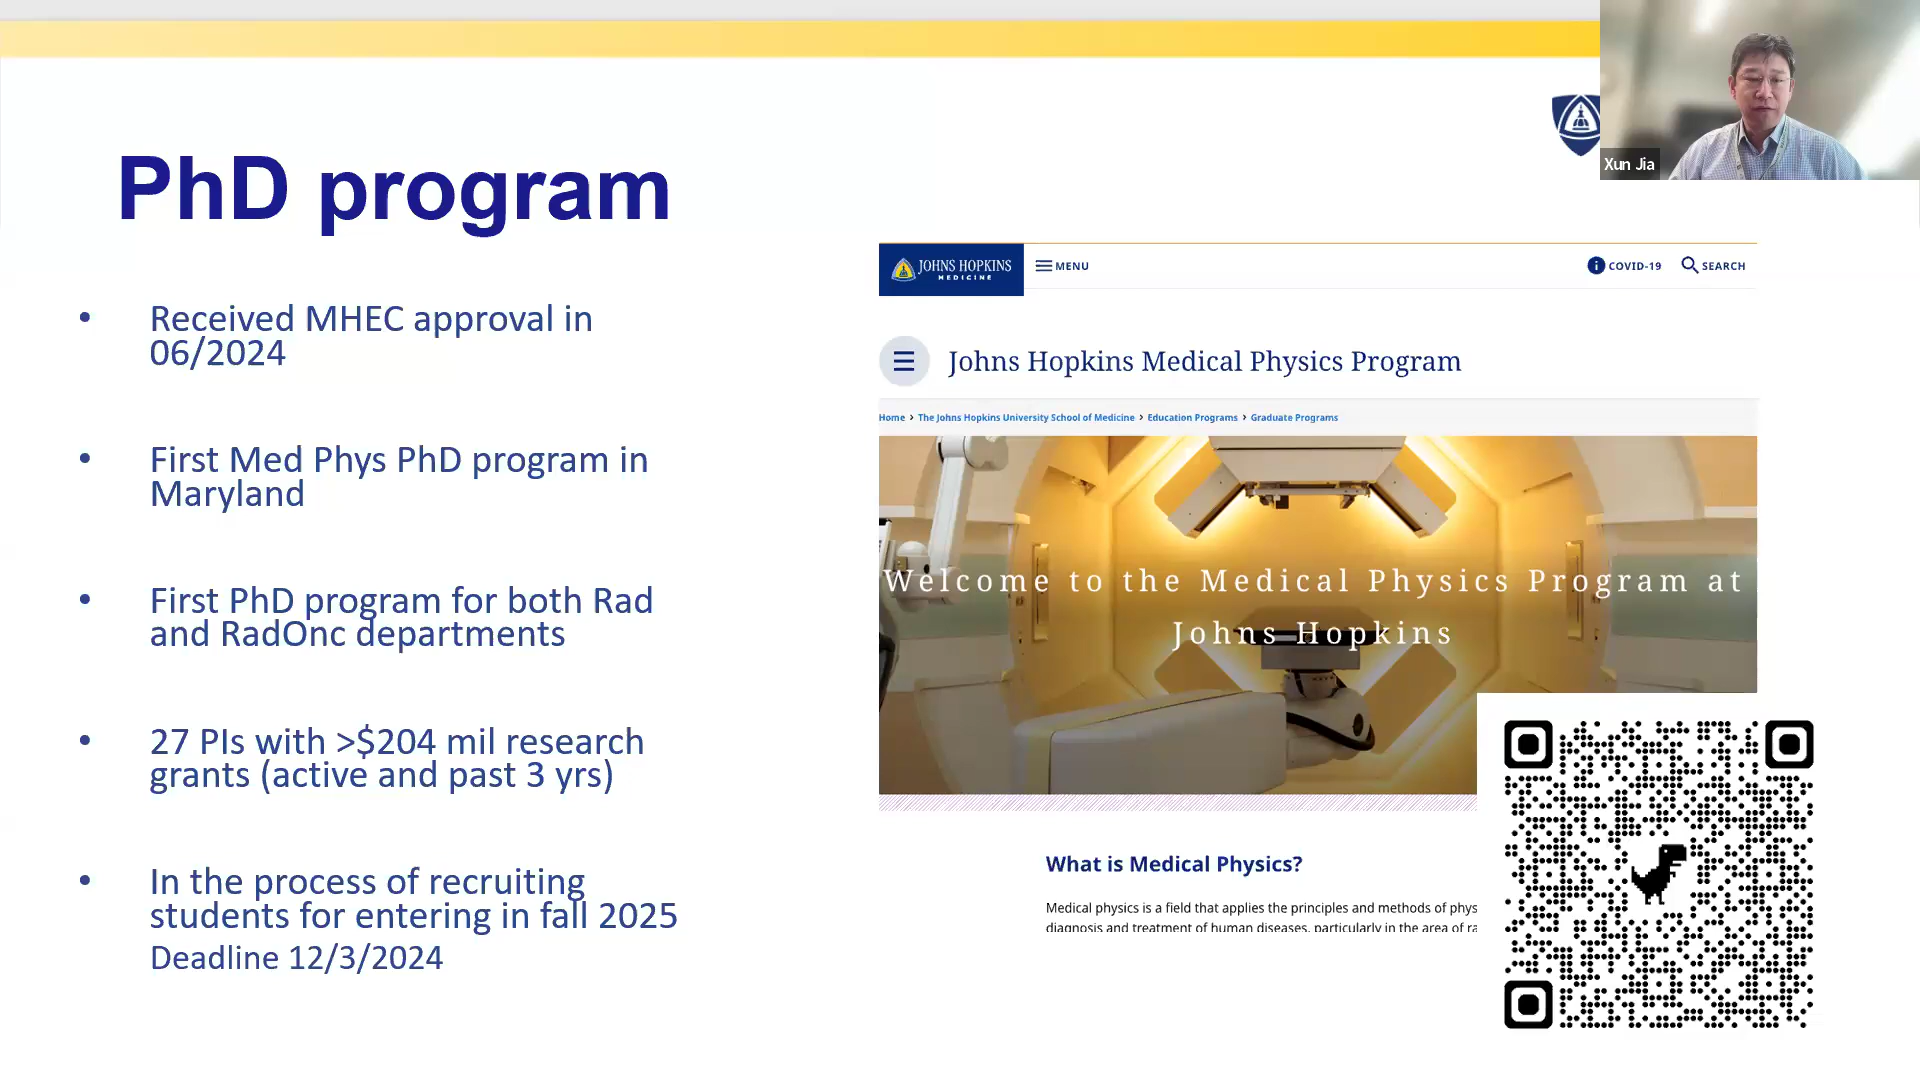 Xun Jia
PhD program
• Received MHEC approval in
06/2024
• First Med Phys PhD program in
Maryland
• First PhD program for both Rad
and RadOnc departments
• 27 PIs with >$204 mil research
grants (active and past 3 yrs)
• In the process of recruiting
students for entering in fall 2025
Deadline 12/3/2024
JOHNS HOPKINS
MEDICINE
MENU
COVID-19
SEARCH
Johns Hopkins Medical Physics Program
Home > The Johns Hopkins University School of Medicine > Education Programs > Graduate Programs
Welcome to the Medical Physics Program at
Johns Hopkins
What is Medical Physics?
Medical physics is a field that applies the principles and methods of phys
diagnosis and treatment of human diseases, particularly in the area of ra